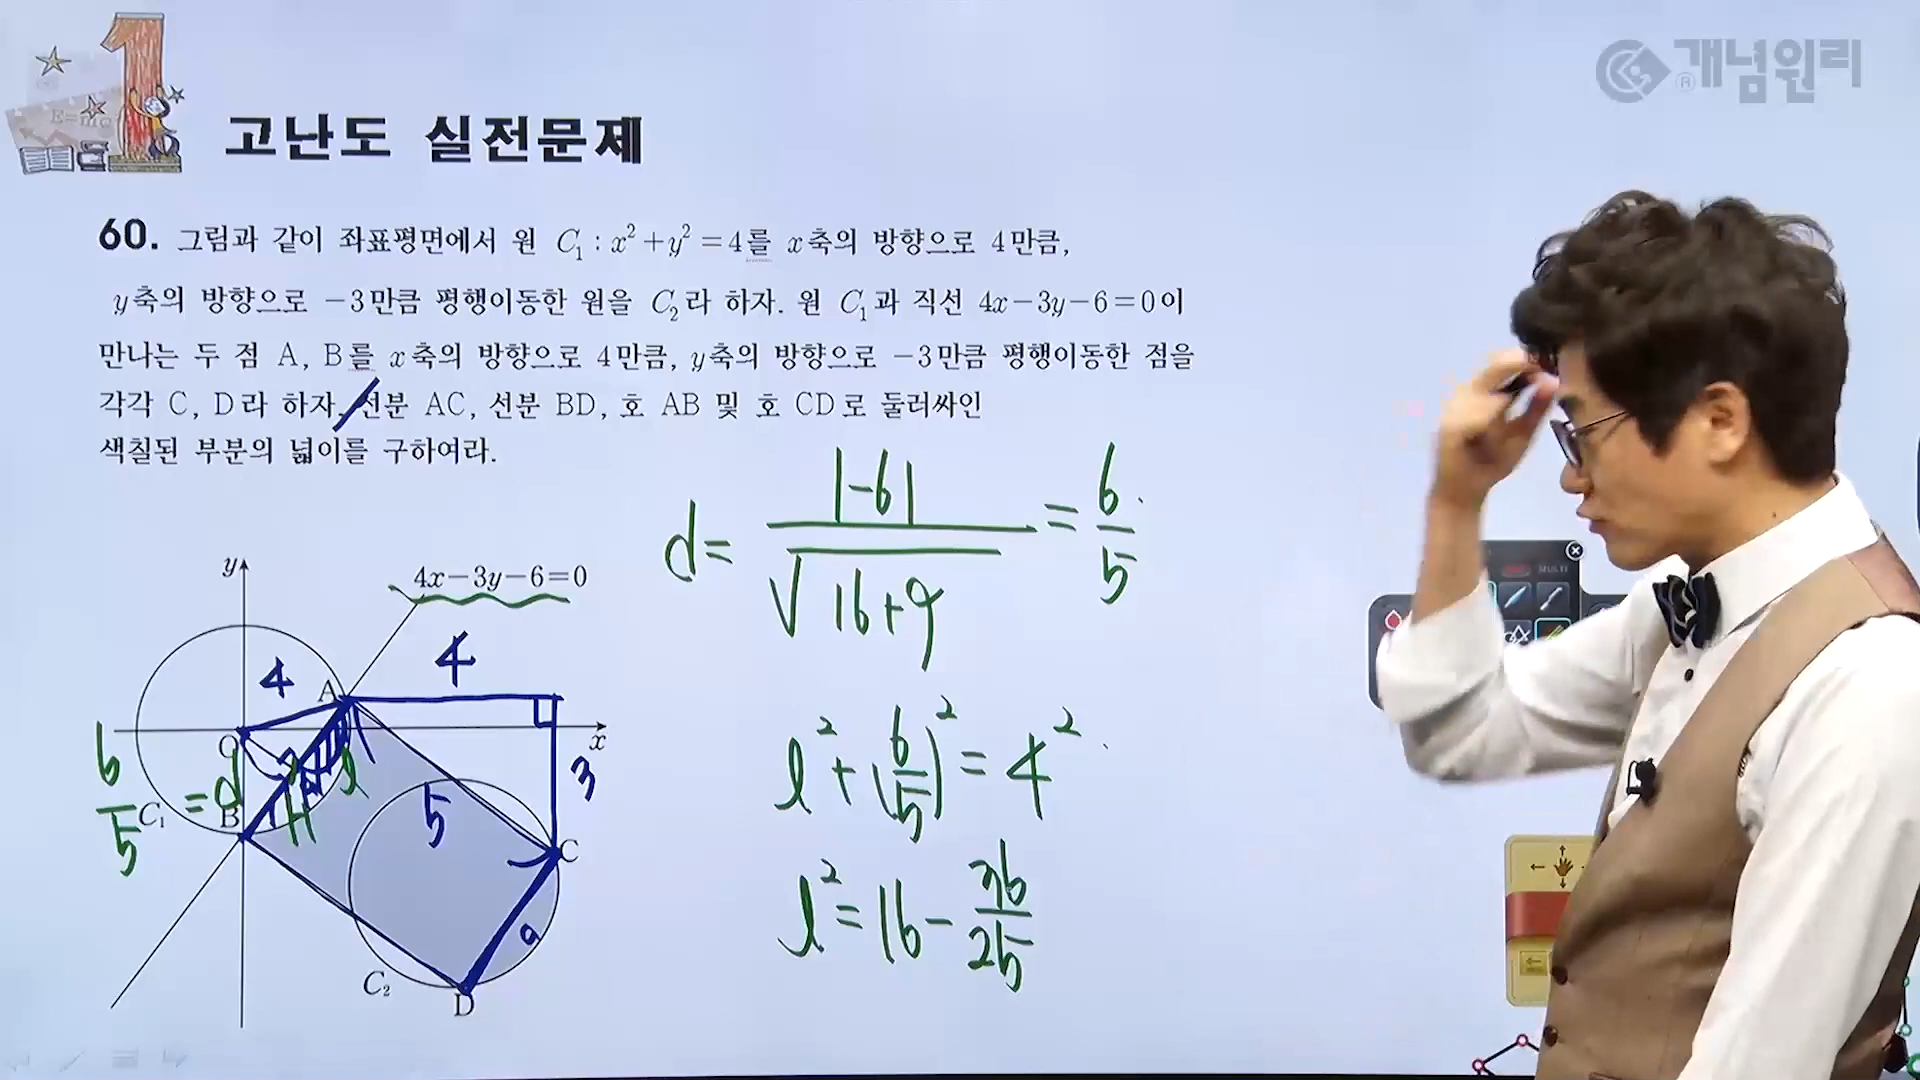 개념원리
1
E=mc
고난도 실전문제
60. 그림과 같이 좌표평면에서 원 C₁ : x²+y²=4를 x축의 방향으로 4만큼,
y축의 방향으로 −3만큼 평행이동한 원을 C₂라 하자. 원 C₁과 직선 4x−3y−6=0이
만나는 두 점 A, B를 x축의 방향으로 4만큼, y축의 방향으로 −3만큼 평행이동한 점을
각각 C, D라 하자. 선분 AC, 선분 BD, 호 AB 및 호 CD로 둘러싸인
색칠된 부분의 넓이를 구하여라.
d = |-6| / √16+9 = 6/5
y
4x−3y−6=0
4
4
A
O
x
3
6/5 = d
l
H
C₁
B
5
C
C₂
D
l² + (6/5)² = 4²
l² = 16 - 36/25
MULTI